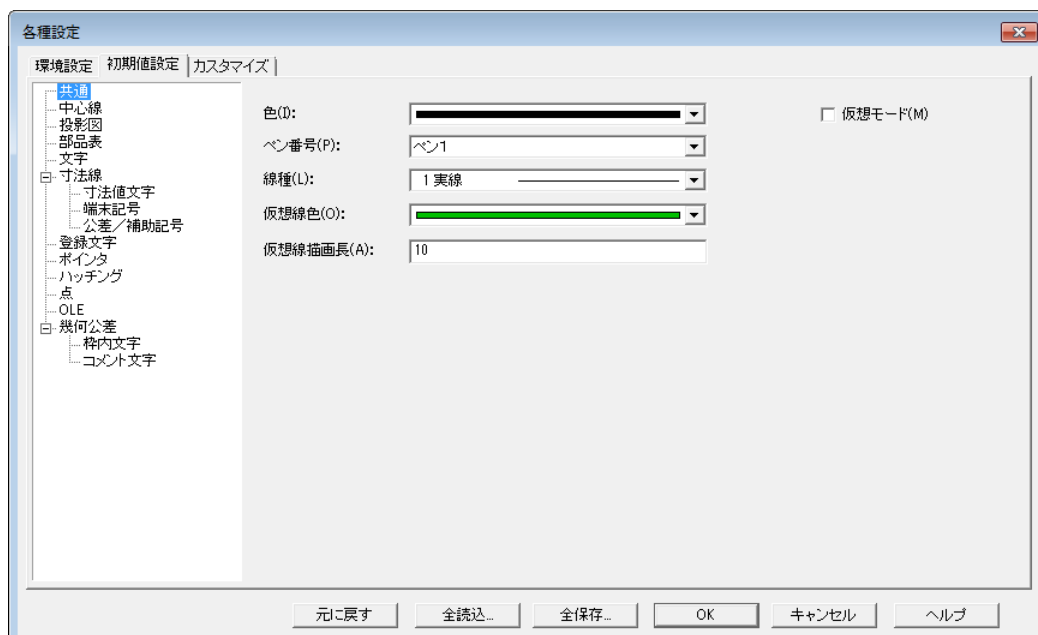 各種設定
環境設定 初期値設定 カスタマイズ
共通
中心線
投影図
部品表
文字
寸法線
寸法値文字
端末記号
公差／補助記号
登録文字
ポインタ
ハッチング
点
OLE
幾何公差
枠内文字
コメント文字
色(I):
仮想モード(M)
ペン番号(P): ペン1
線種(L): 1 実線
仮想線色(O):
仮想線描画長(A): 10
元に戻す 全読込... 全保存... OK キャンセル ヘルプ